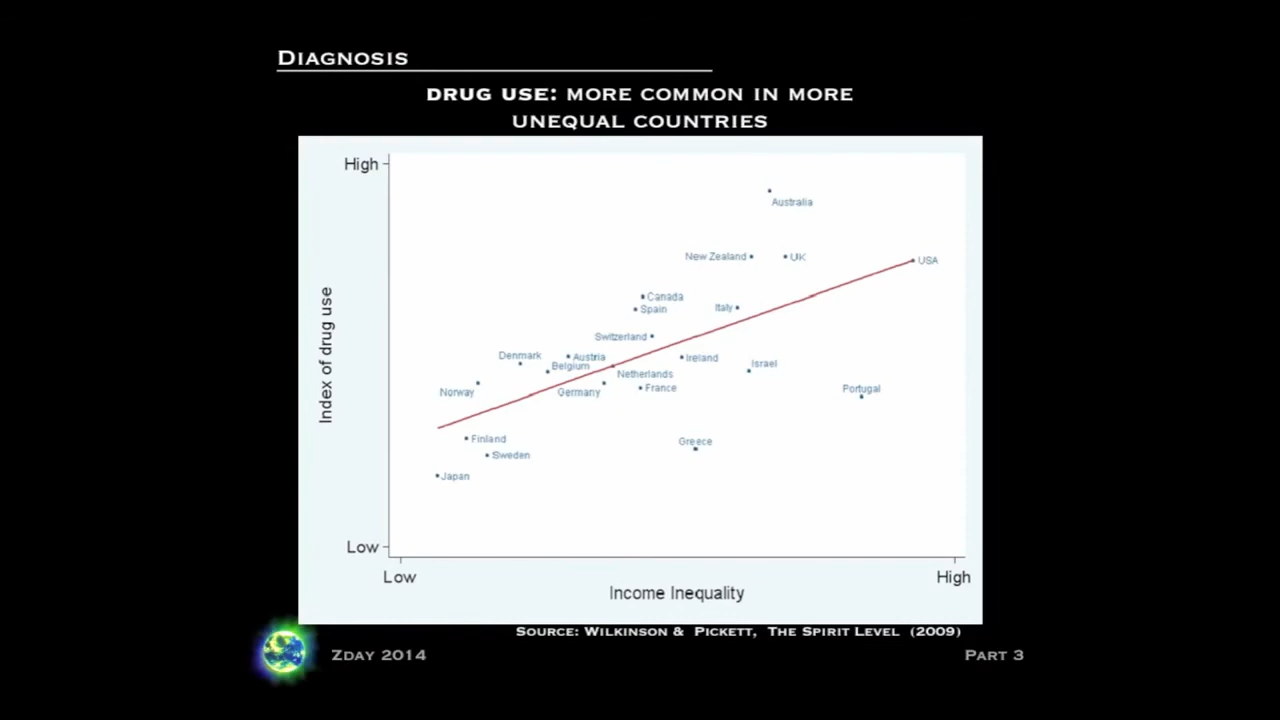 DIAGNOSIS
DRUG USE: MORE COMMON IN MORE
UNEQUAL COUNTRIES
High
Australia
New Zealand
UK
USA
Canada
Spain
Italy
Switzerland
Denmark
Austria
Ireland
Belgium
Israel
Netherlands
Norway
Germany
France
Portugal
Finland
Greece
Sweden
Japan
Index of drug use
Low
Low
High
Income Inequality
SOURCE: WILKINSON & PICKETT, THE SPIRIT LEVEL (2009)
ZDAY 2014
PART 3